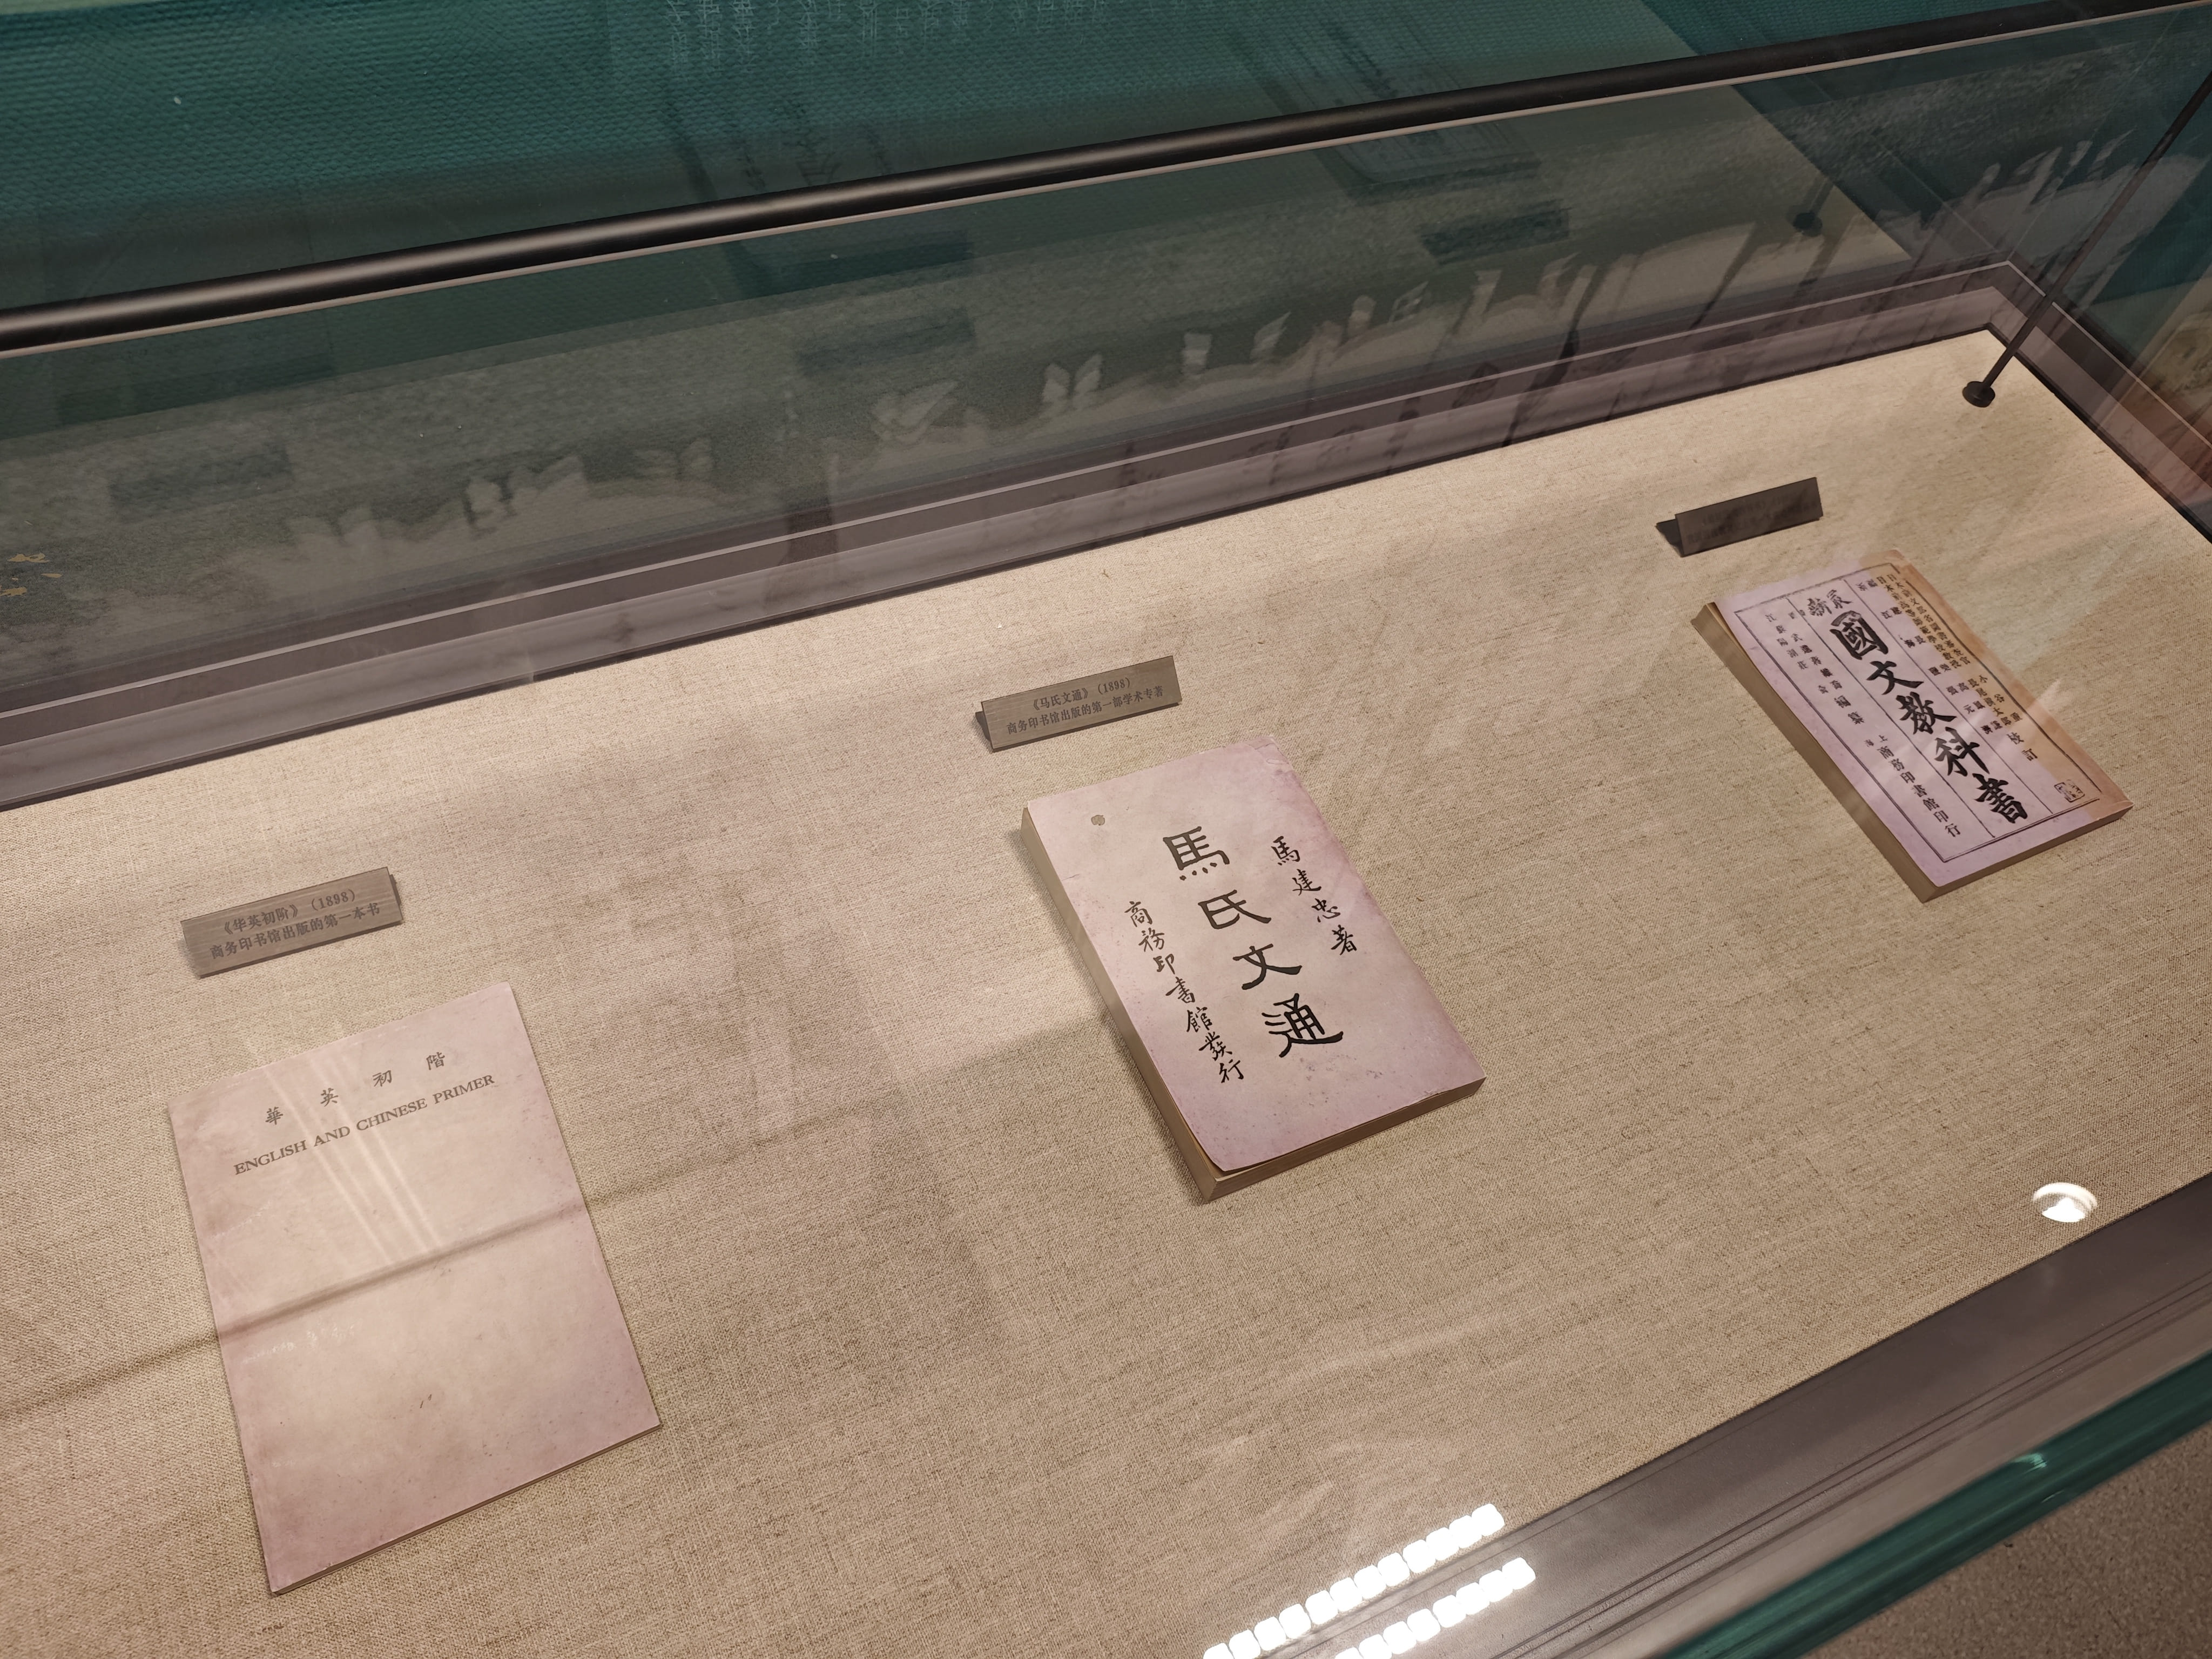 《华英初阶》（1898）
商务印书馆出版的第一本书
華英初階
ENGLISH AND CHINESE PRIMER
《马氏文通》（1898）
商务印书馆出版的第一部学术专著
馬建忠著
馬氏文通
商務印書館發行
校訂
最新
國文教科書
編纂
上海商務印書館印行